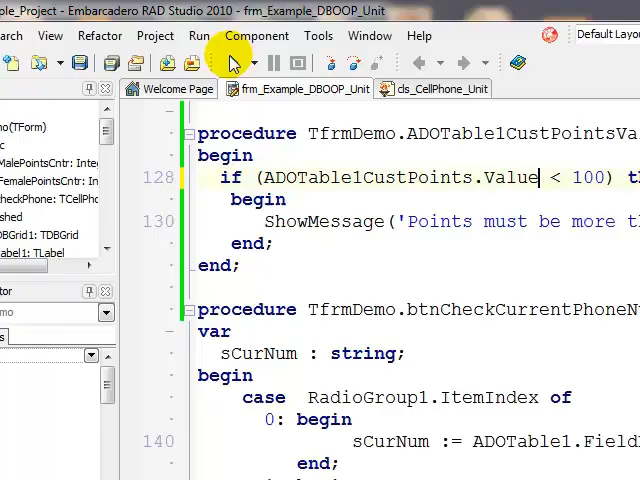 ple_Project - Embarcadero RAD Studio 2010 - frm_Example_DBOOP_Unit
arch View Refactor Project Run Component Tools Window Help
Default Layou
Welcome Page frm_Example_DBOOP_Unit cls_CellPhone_Unit
mo(TForm)
c
MalePointsCntr: Integ
FemalePointsCntr: Inte
heckPhone: TCellPho
shed
DBGrid1: TDBGrid
abel1: TLabel
tor
mo
s
procedure TfrmDemo.ADOTable1CustPointsVa
begin
128 if (ADOTable1CustPoints.Value < 100) th
begin
130 ShowMessage('Points must be more th
end;
end;
procedure TfrmDemo.btnCheckCurrentPhoneNu
var
sCurNum : string;
begin
case RadioGroup1.ItemIndex of
0: begin
140 sCurNum := ADOTable1.Field
end;